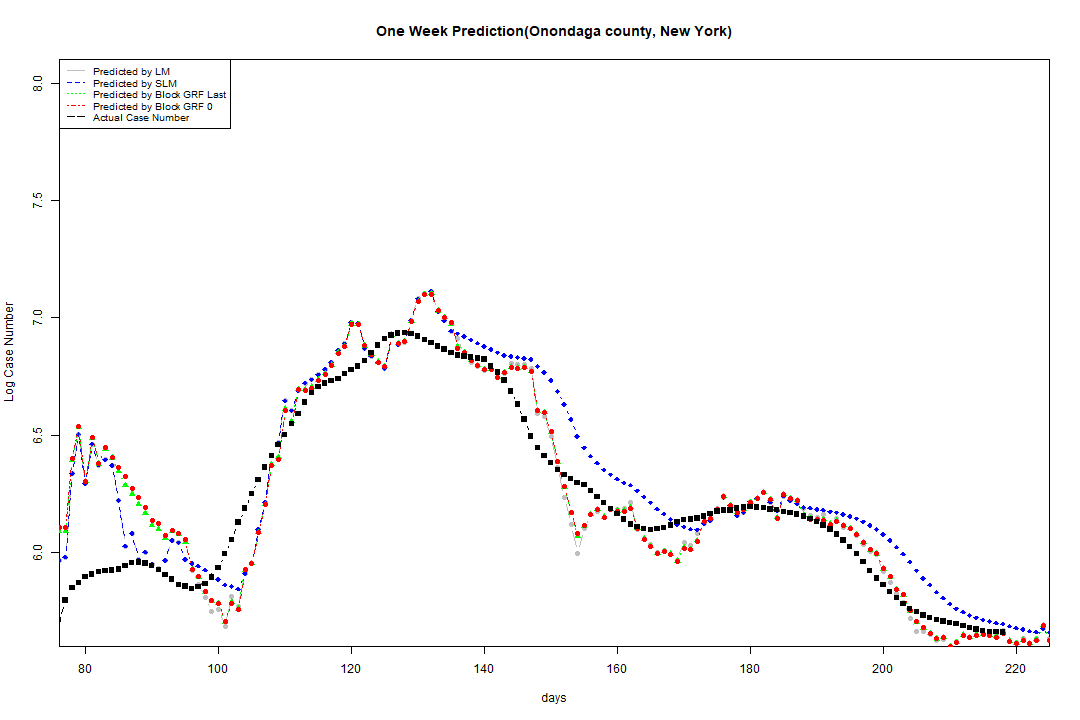 One Week Prediction(Onondaga county, New York)
Predicted by LM
Predicted by SLM
Predicted by Block GRF Last
Predicted by Block GRF 0
Actual Case Number
8.0
7.5
7.0
6.5
6.0
Log Case Number
80 100 120 140 160 180 200 220
days